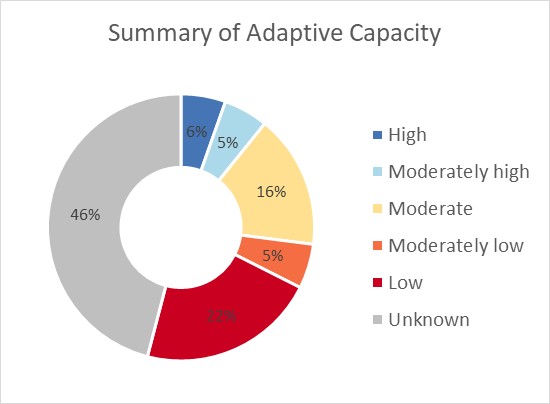 Summary of Adaptive Capacity
6%
5%
16%
5%
22%
46%
High
Moderately high
Moderate
Moderately low
Low
Unknown